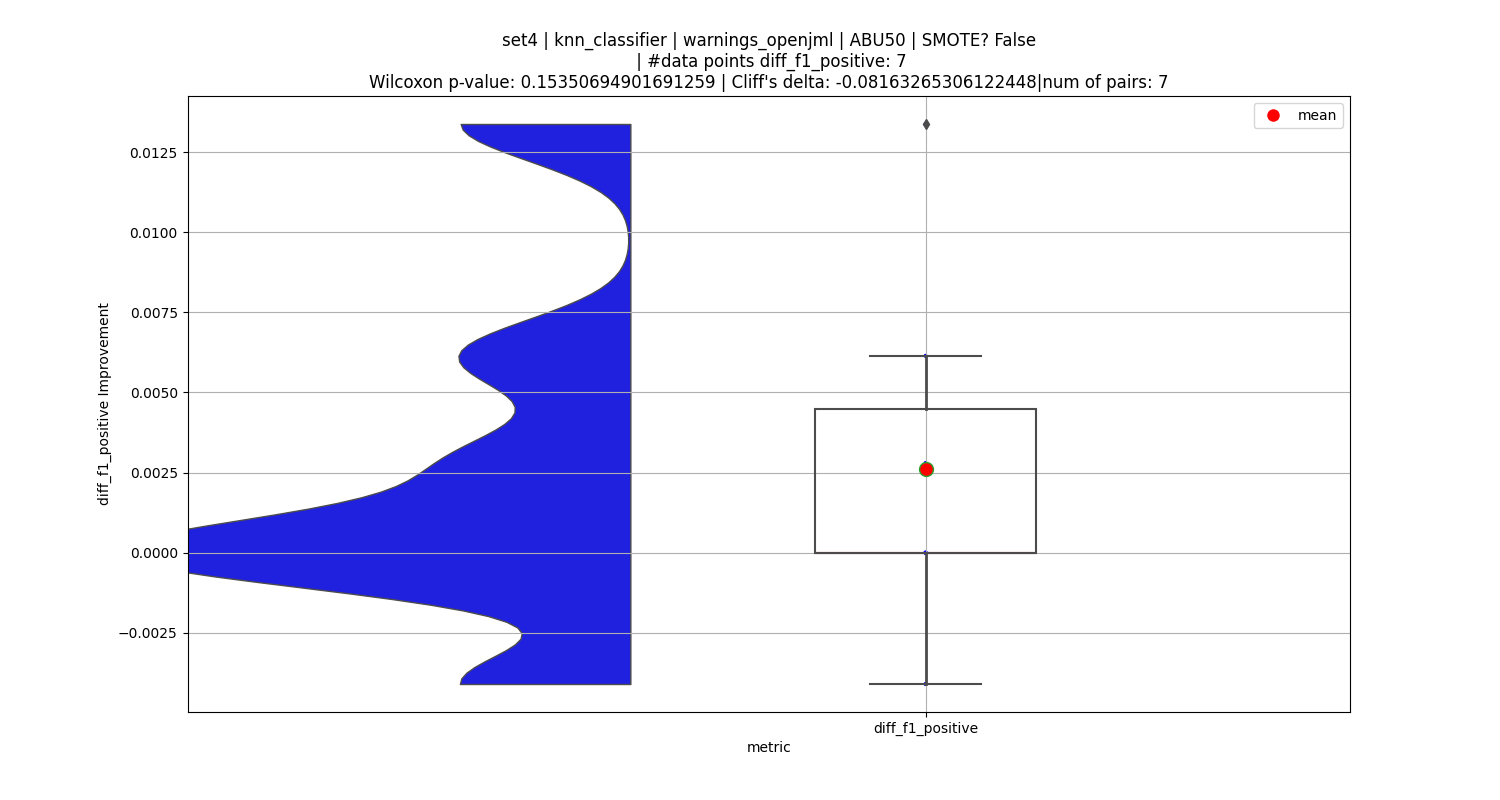 set4 | knn_classifier | warnings_openjml | ABU50 | SMOTE? False
| #data points diff_f1_positive: 7
Wilcoxon p-value: 0.15350694901691259 | Cliff's delta: -0.08163265306122448|num of pairs: 7
mean
0.0125
0.0100
0.0075
0.0050
0.0025
0.0000
−0.0025
diff_f1_positive Improvement
diff_f1_positive
metric